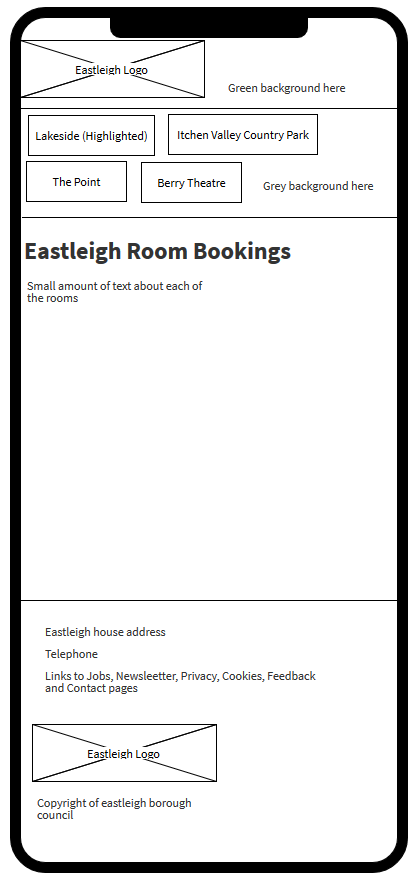 Eastleigh Logo
Green background here
Lakeside (Highlighted)
Itchen Valley Country Park
The Point
Berry Theatre
Grey background here
Eastleigh Room Bookings
Small amount of text about each of
the rooms
Eastleigh house address
Telephone
Links to Jobs, Newsleetter, Privacy, Cookies, Feedback
and Contact pages
Eastleigh Logo
Copyright of eastleigh borough
council